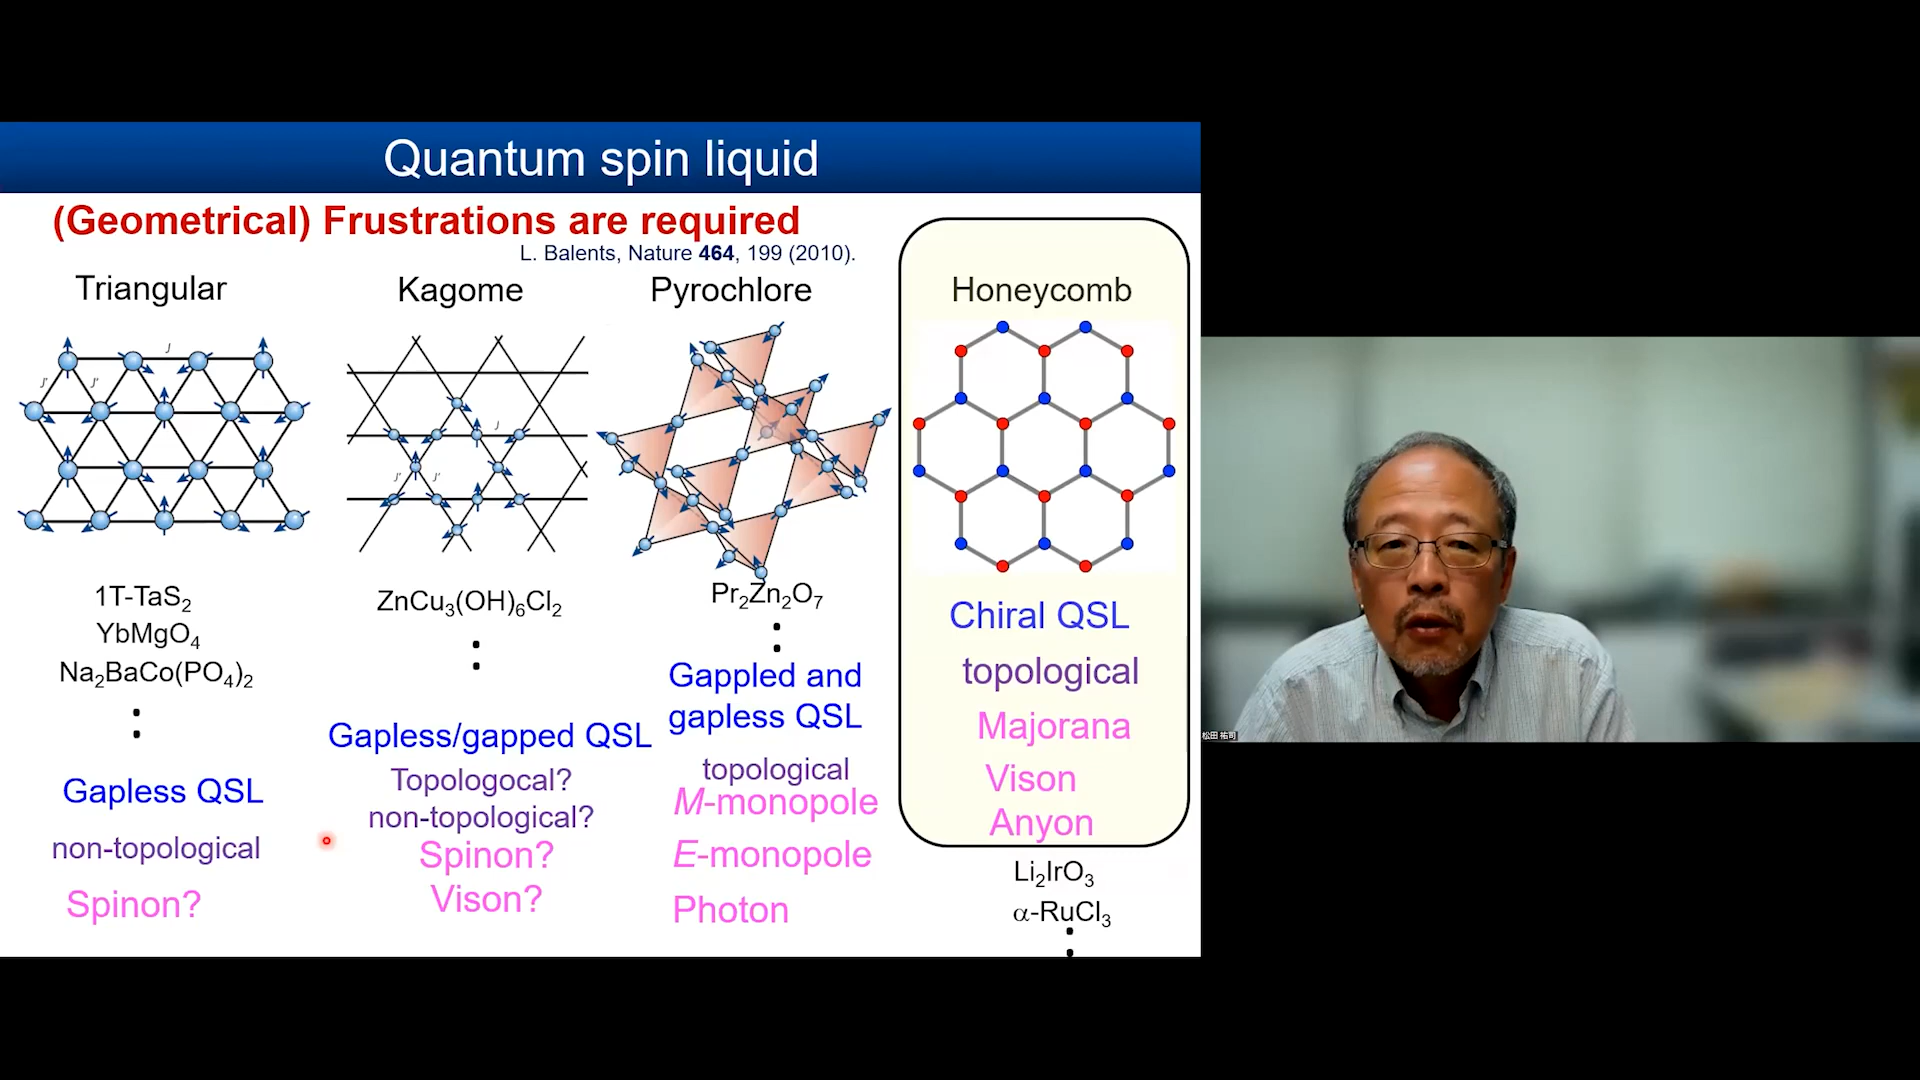 Quantum spin liquid
(Geometrical) Frustrations are required
L. Balents, Nature 464, 199 (2010).
Triangular
J
J'
J'
1T-TaS₂
YbMgO₄
Na₂BaCo(PO₄)₂
Gapless QSL
non-topological
Spinon?
Kagome
J
J'
J'
ZnCu₃(OH)₆Cl₂
Gapless/gapped QSL
Topologocal?
non-topological?
Spinon?
Vison?
Pyrochlore
Pr₂Zn₂O₇
Gappled and
gapless QSL
topological
M-monopole
E-monopole
Photon
Honeycomb
Chiral QSL
topological
Majorana
Vison
Anyon
Li₂IrO₃
α-RuCl₃
松田 祐司